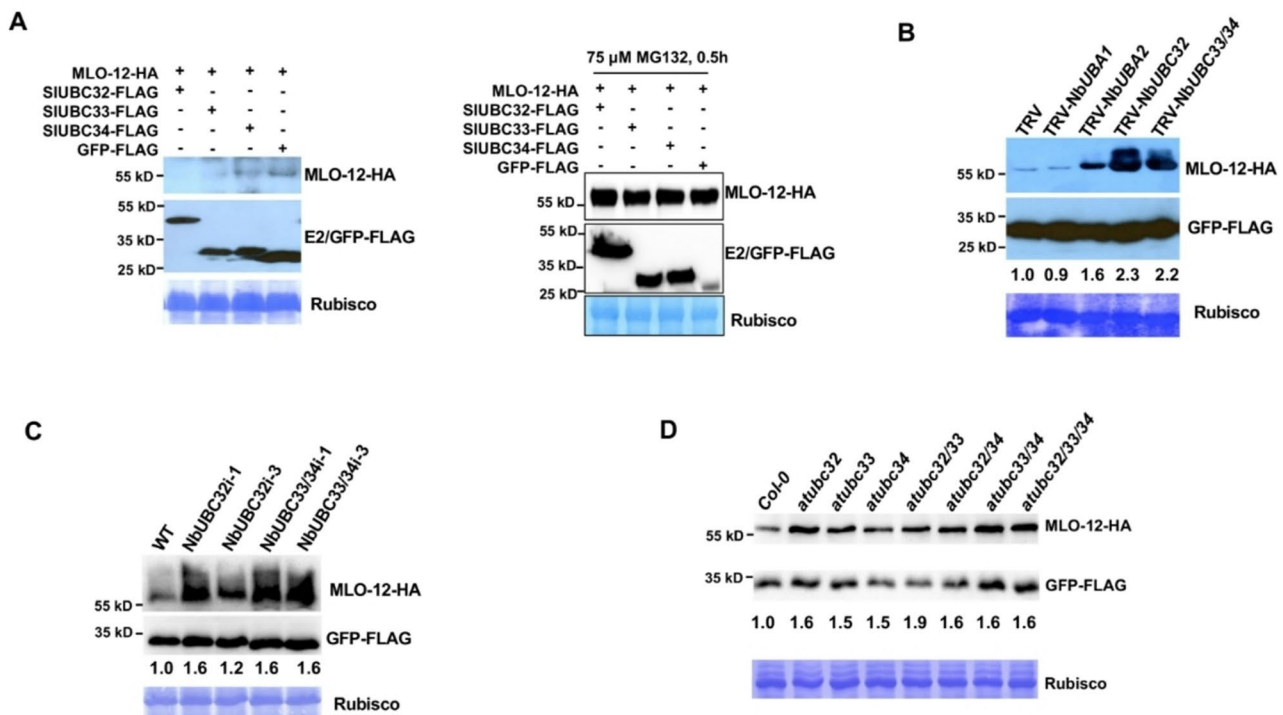 A
MLO-12-HA + + + +
SlUBC32-FLAG + - - -
SlUBC33-FLAG - + - -
SlUBC34-FLAG - - + -
GFP-FLAG - - - +
55 kD
MLO-12-HA
55 kD
35 kD
25 kD
E2/GFP-FLAG
Rubisco
75 µM MG132, 0.5h
MLO-12-HA + + + +
SlUBC32-FLAG + - - -
SlUBC33-FLAG - + - -
SlUBC34-FLAG - - + -
GFP-FLAG - - - +
55 kD
MLO-12-HA
55 kD
35 kD
25 kD
E2/GFP-FLAG
Rubisco
B
TRV
TRV-NbUBA1
TRV-NbUBA2
TRV-NbUBC32
TRV-NbUBC33/34
55 kD
MLO-12-HA
35 kD
25 kD
GFP-FLAG
1.0 0.9 1.6 2.3 2.2
Rubisco
C
WT
NbUBC32i-1
NbUBC32i-3
NbUBC33/34i-1
NbUBC33/34i-3
55 kD
MLO-12-HA
35 kD
GFP-FLAG
1.0 1.6 1.2 1.6 1.6
Rubisco
D
Col-0
atubc32
atubc33
atubc34
atubc32/33
atubc32/34
atubc33/34
atubc32/33/34
55 kD
MLO-12-HA
35 kD
GFP-FLAG
1.0 1.6 1.5 1.5 1.9 1.6 1.6 1.6
Rubisco